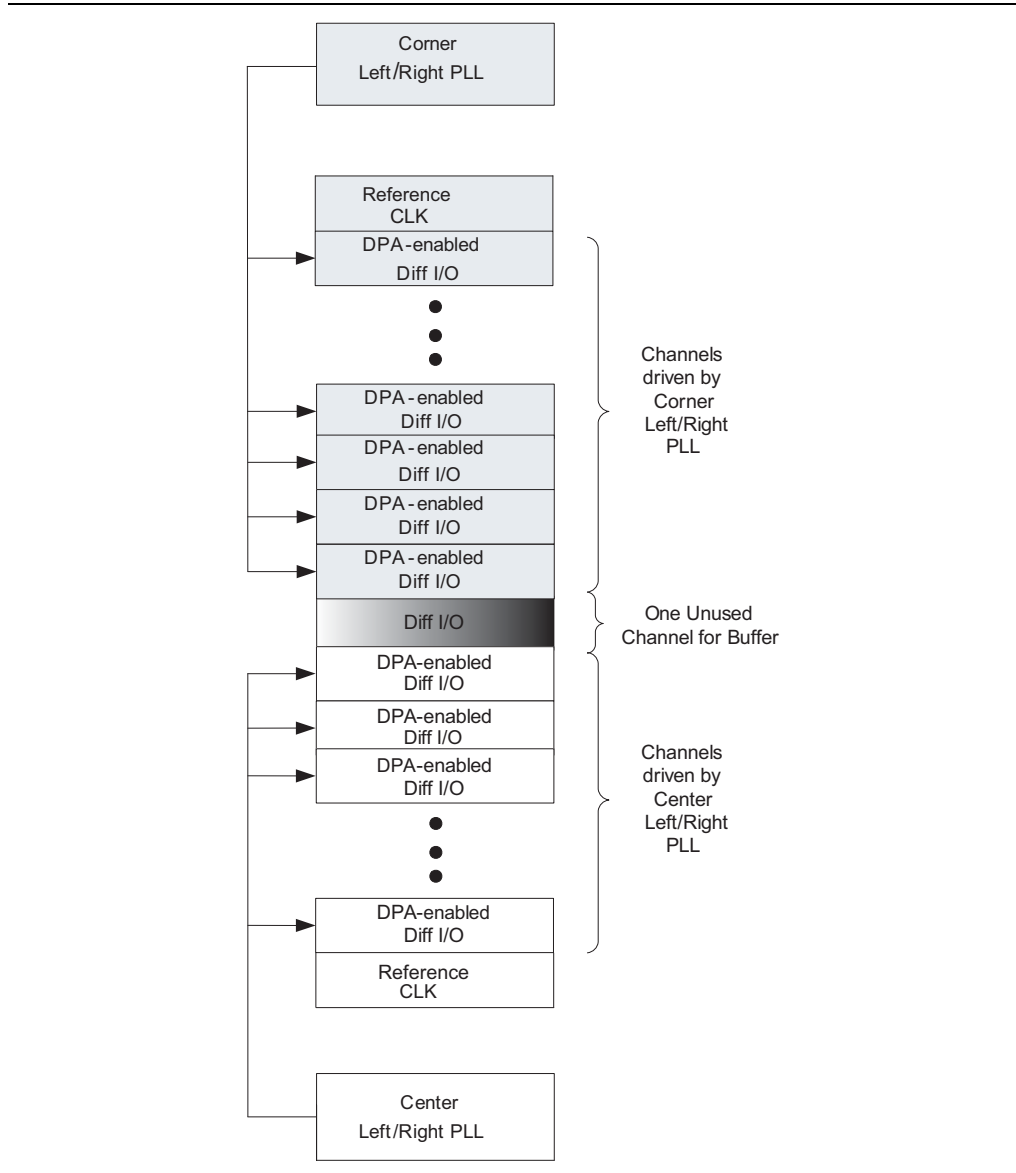 Corner
Left/Right PLL
Reference
CLK
DPA-enabled
Diff I/O
DPA-enabled
Diff I/O
DPA-enabled
Diff I/O
DPA-enabled
Diff I/O
DPA-enabled
Diff I/O
Channels
driven by
Corner
Left/Right
PLL
Diff I/O
One Unused
Channel for Buffer
DPA-enabled
Diff I/O
DPA-enabled
Diff I/O
DPA-enabled
Diff I/O
DPA-enabled
Diff I/O
Channels
driven by
Center
Left/Right
PLL
Reference
CLK
Center
Left/Right PLL